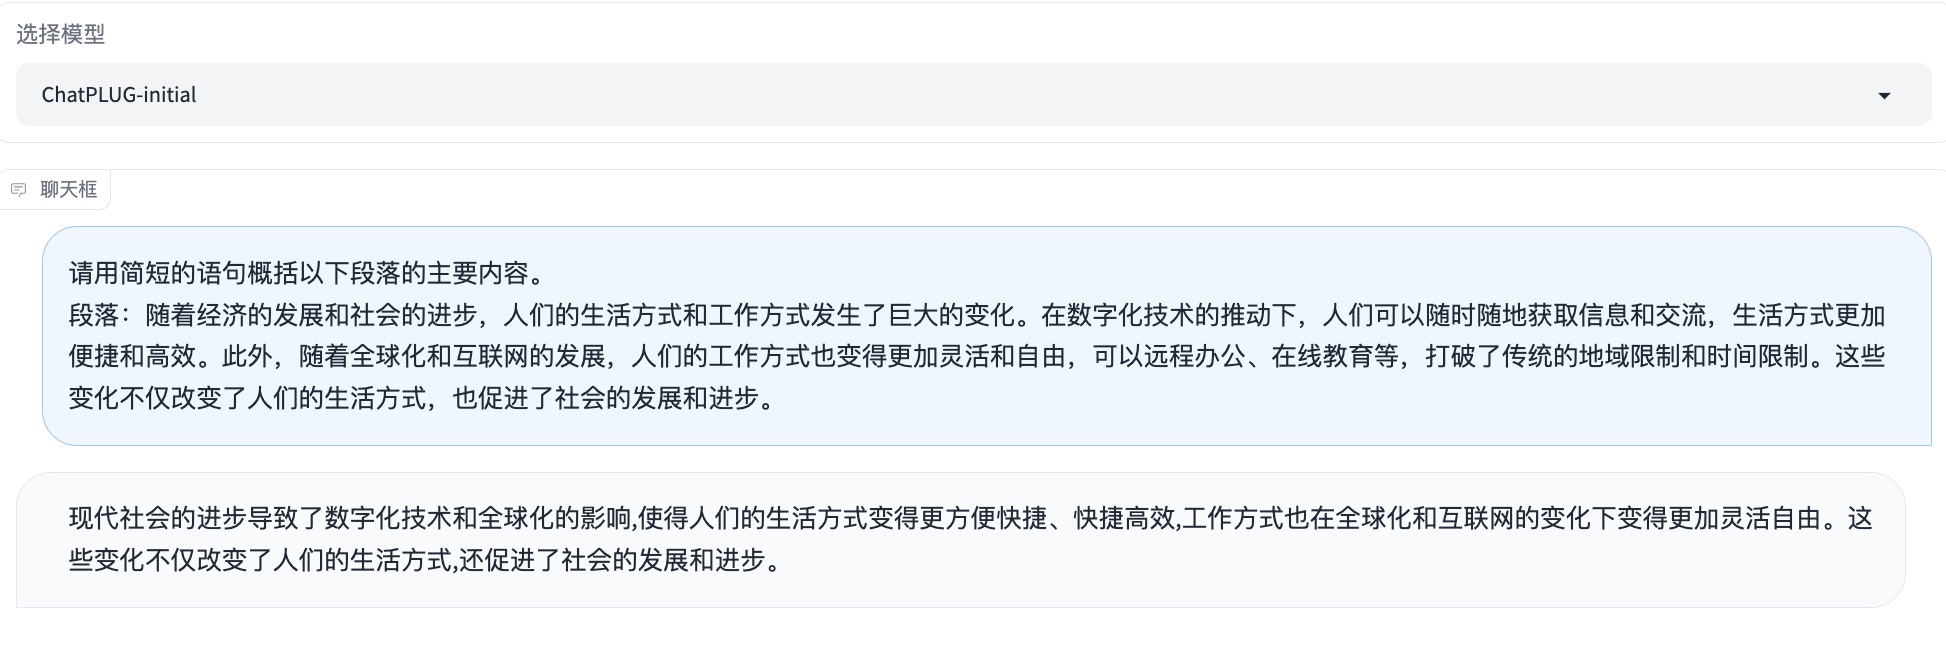 选择模型
ChatPLUG-initial
聊天框
请用简短的语句概括以下段落的主要内容。
段落：随着经济的发展和社会的进步，人们的生活方式和工作方式发生了巨大的变化。在数字化技术的推动下，人们可以随时随地获取信息和交流，生活方式更加
便捷和高效。此外，随着全球化和互联网的发展，人们的工作方式也变得更加灵活和自由，可以远程办公、在线教育等，打破了传统的地域限制和时间限制。这些
变化不仅改变了人们的生活方式，也促进了社会的发展和进步。
现代社会的进步导致了数字化技术和全球化的影响,使得人们的生活方式变得更方便快捷、快捷高效,工作方式也在全球化和互联网的变化下变得更加灵活自由。这
些变化不仅改变了人们的生活方式,还促进了社会的发展和进步。